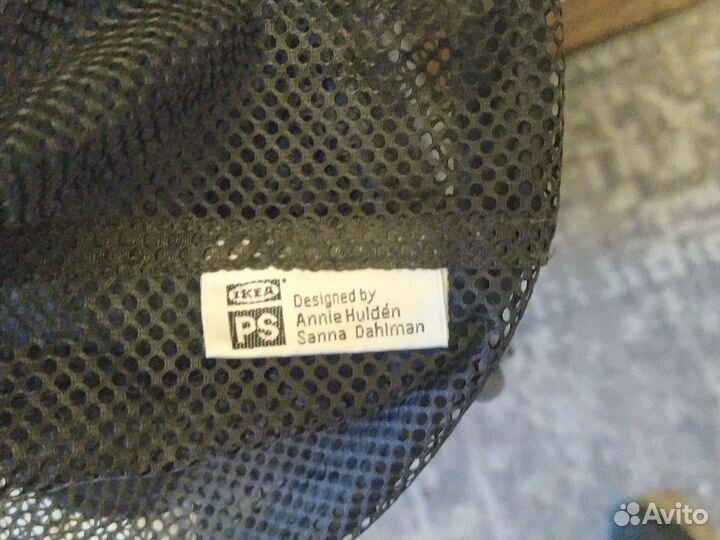 IKEA
PS
Designed by
Annie Huldén
Sanna Dahlman
Avito